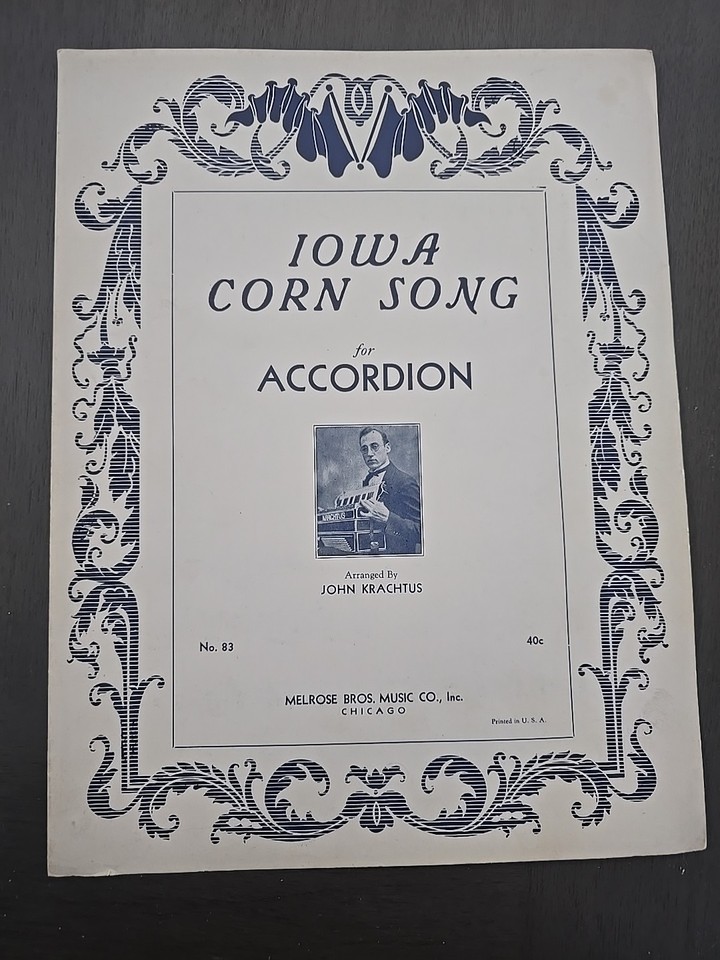 IOWA
CORN SONG
for
ACCORDION
KRACHTUS
Arranged By
JOHN KRACHTUS
No. 83
40c
MELROSE BROS. MUSIC CO., Inc.
CHICAGO
Printed in U. S. A.